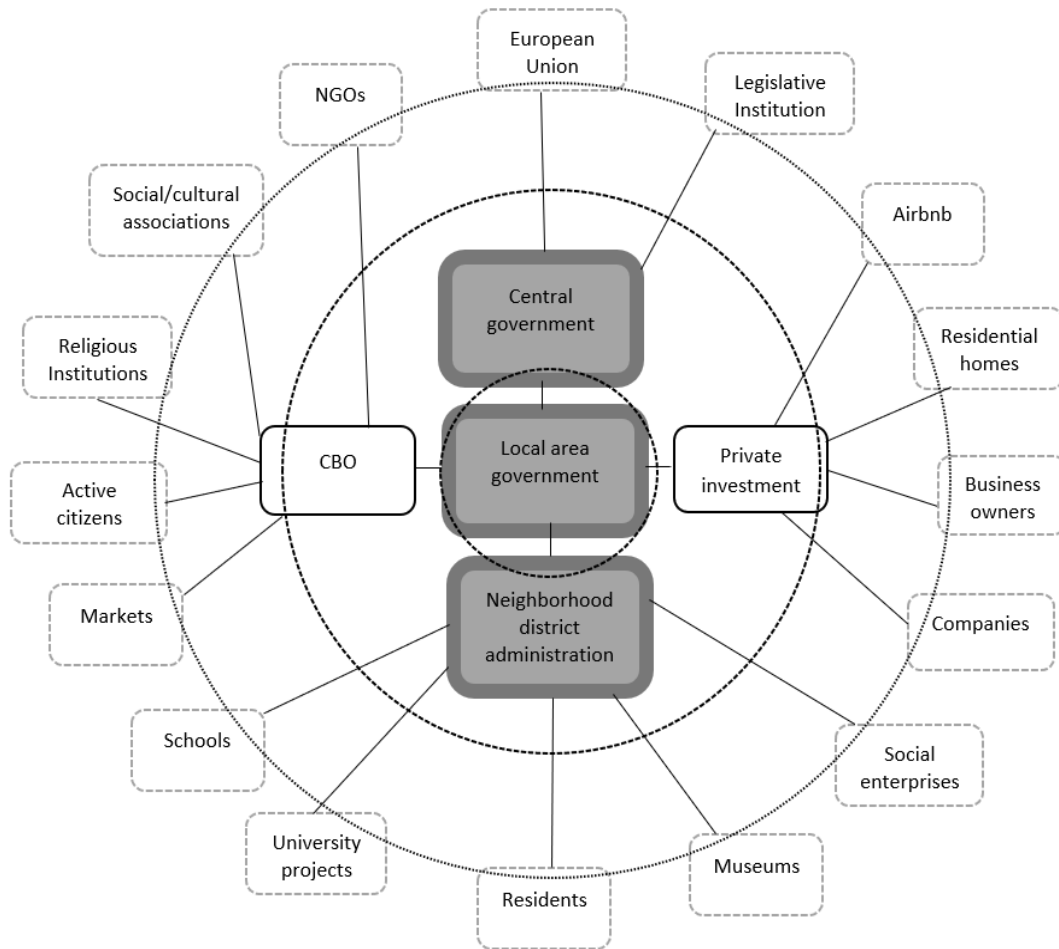 European
Union
NGOs
Legislative
Institution
Social/cultural
associations
Airbnb
Central
government
Religious
Institutions
Residential
homes
CBO
Local area
government
Private
investment
Active
citizens
Business
owners
Markets
Neighborhood
district
administration
Companies
Schools
Social
enterprises
University
projects
Museums
Residents